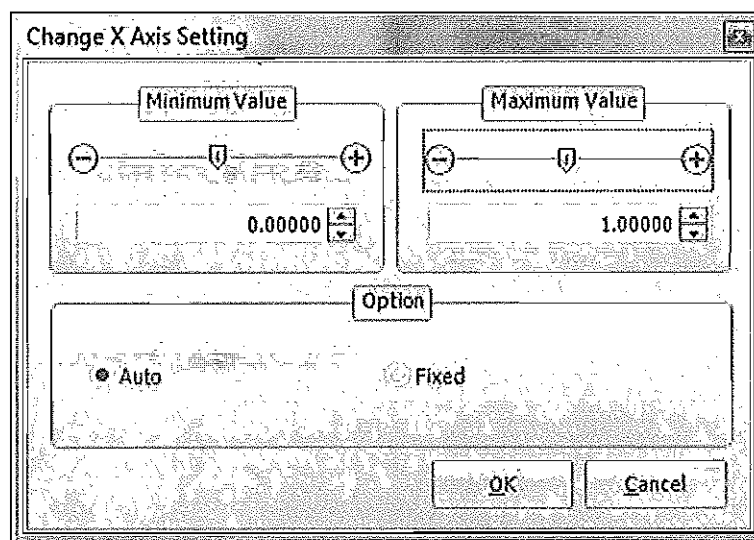 Change X Axis Setting
Minimum Value
Maximum Value
0.00000
1.00000
Option
Auto
Fixed
OK
Cancel